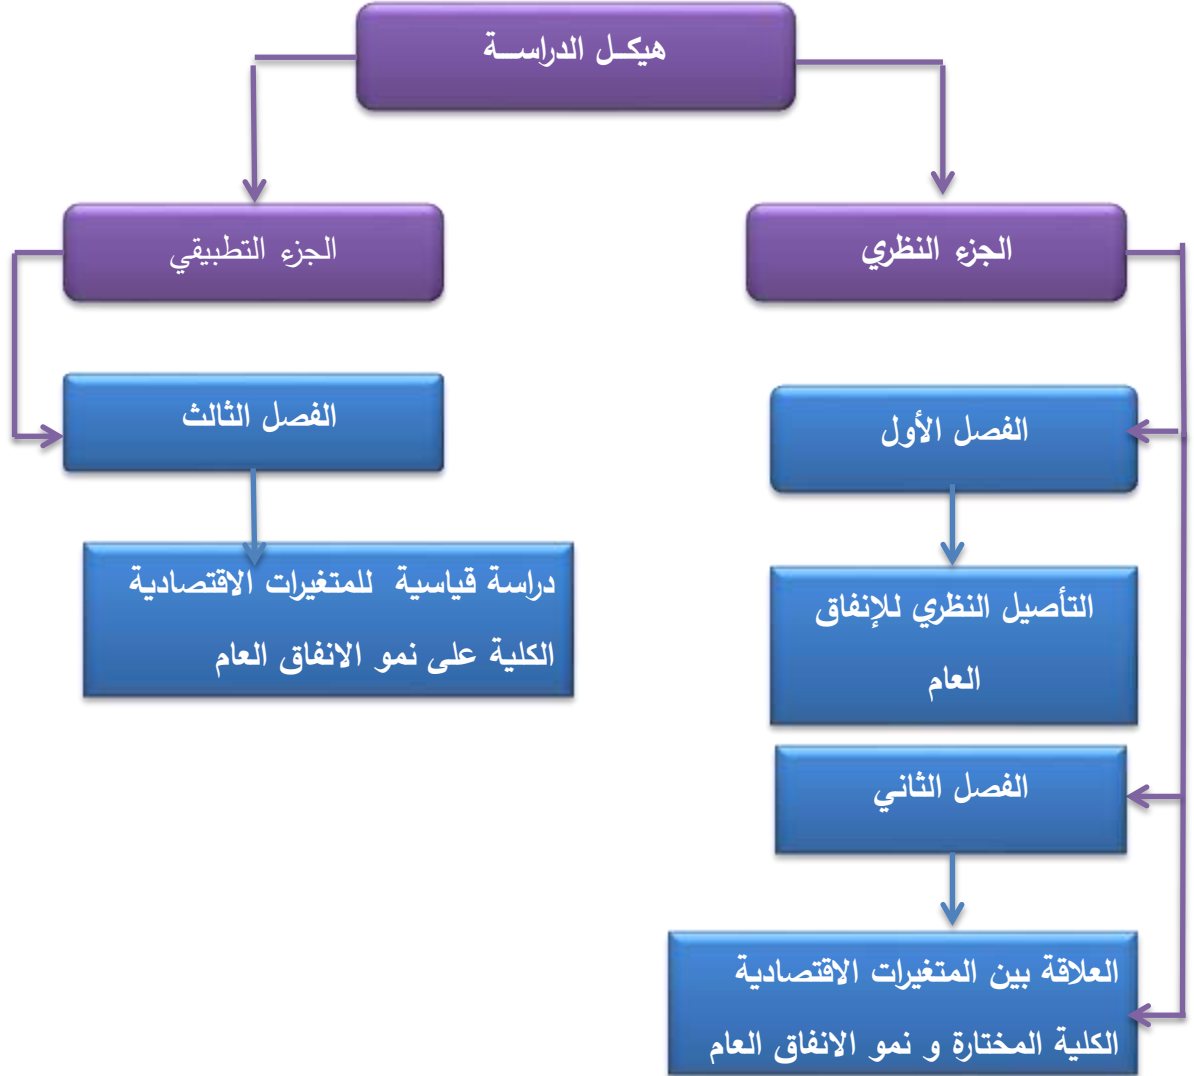 هيكـل الدراســة
الجزء النظري
الجزء التطبيقي
الفصل الأول
التأصيل النظري للإنفاق
العام
الفصل الثاني
العلاقة بين المتغيرات الاقتصادية
الكلية المختارة و نمو الانفاق العام
الفصل الثالث
دراسة قياسية للمتغيرات الاقتصادية
الكلية على نمو الانفاق العام